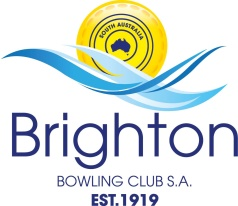 SOUTH AUSTRALIA
Brighton
BOWLING CLUB S.A.
EST.1919